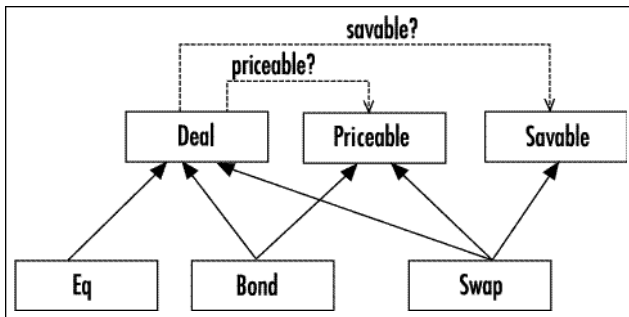 savable?
priceable?
Deal
Priceable
Savable
Eq
Bond
Swap